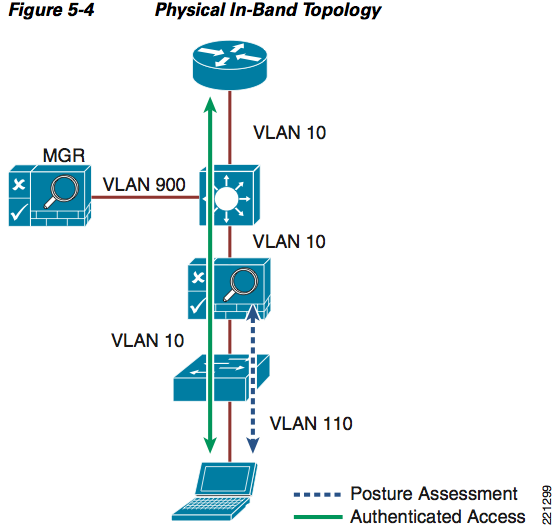 Figure 5-4 Physical In-Band Topology
VLAN 10
MGR
VLAN 900
VLAN 10
VLAN 10
VLAN 110
Posture Assessment
Authenticated Access
221299